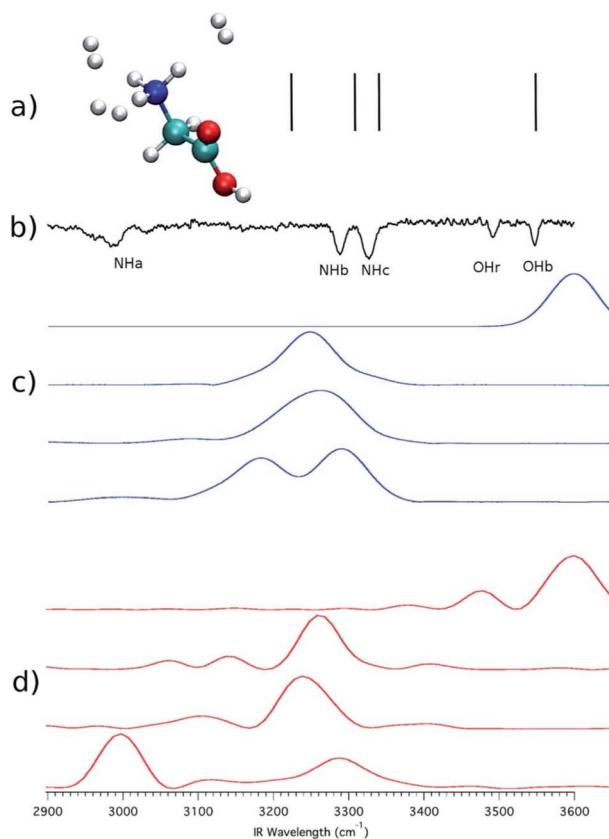 a)
b)
NHa
NHb
NHc
OHr
OHb
c)
d)
2900 3000 3100 3200 3300 3400 3500 3600
IR Wavelength (cm⁻¹)